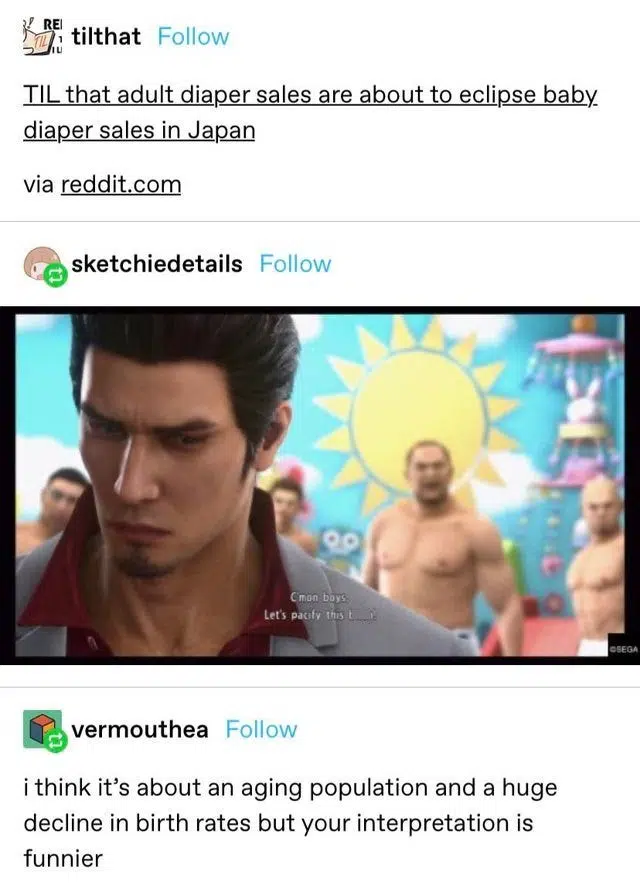 REI
TIL
tilthat Follow
TIL that adult diaper sales are about to eclipse baby
diaper sales in Japan
via reddit.com
sketchiedetails Follow
C'mon boys.
Let's pacify this
©SEGA
vermouthea Follow
i think it's about an aging population and a huge
decline in birth rates but your interpretation is
funnier